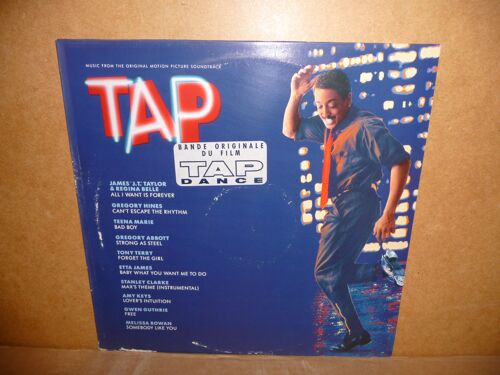 MUSIC FROM THE ORIGINAL MOTION PICTURE SOUNDTRACK
TAP
BANDE ORIGINALE
DU FILM
TAP
DANCE
JAMES "J.T." TAYLOR
& REGINA BELLE
ALL I WANT IS FOREVER
GREGORY HINES
CAN'T ESCAPE THE RHYTHM
TEENA MARIE
BAD BOY
GREGORY ABBOTT
STRONG AS STEEL
TONY TERRY
FORGET THE GIRL
ETTA JAMES
BABY WHAT YOU WANT ME TO DO
STANLEY CLARKE
MAX'S THEME (INSTRUMENTAL)
AMY KEYS
LOVER'S INTUITION
GWEN GUTHRIE
FREE
MELISSA ROWAN
SOMEBODY LIKE YOU